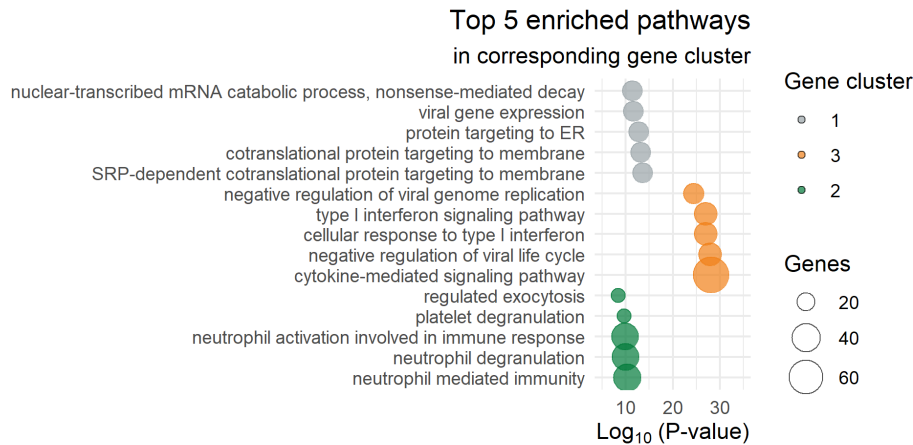 Top 5 enriched pathways
in corresponding gene cluster
nuclear-transcribed mRNA catabolic process, nonsense-mediated decay
viral gene expression
protein targeting to ER
cotranslational protein targeting to membrane
SRP-dependent cotranslational protein targeting to membrane
negative regulation of viral genome replication
type I interferon signaling pathway
cellular response to type I interferon
negative regulation of viral life cycle
cytokine-mediated signaling pathway
regulated exocytosis
platelet degranulation
neutrophil activation involved in immune response
neutrophil degranulation
neutrophil mediated immunity
10 20 30
Log₁₀ (P-value)
Gene cluster
1
3
2
Genes
20
40
60